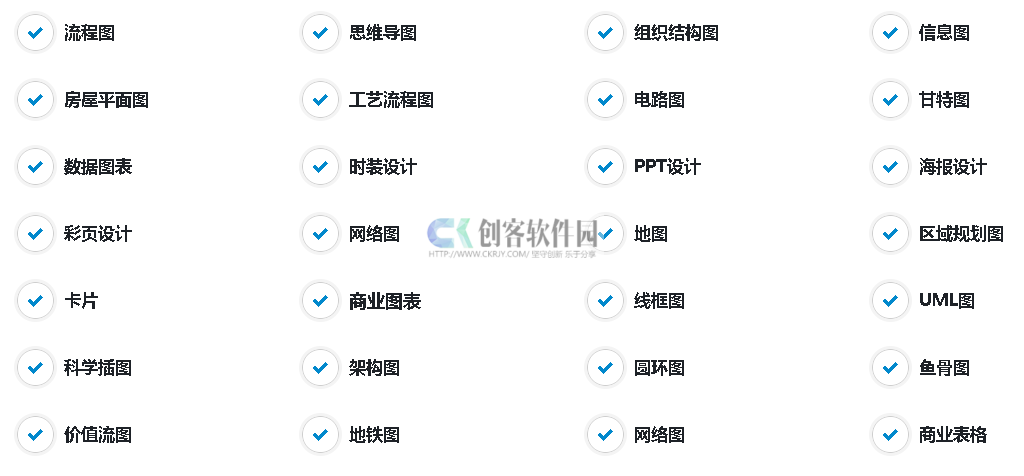 流程图
思维导图
组织结构图
信息图
房屋平面图
工艺流程图
电路图
甘特图
数据图表
时装设计
PPT设计
海报设计
彩页设计
网络图
CK 创客软件园
HTTP://WWW.CKRJY.COM/ 坚守创新 乐于分享
地图
区域规划图
卡片
商业图表
线框图
UML图
科学插图
架构图
圆环图
鱼骨图
价值流图
地铁图
网络图
商业表格